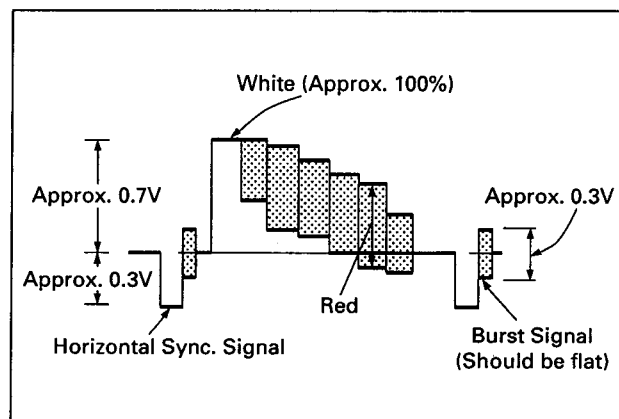 White (Approx. 100%)
Approx. 0.7V
Approx. 0.3V
Approx. 0.3V
Red
Horizontal Sync. Signal
Burst Signal
(Should be flat)